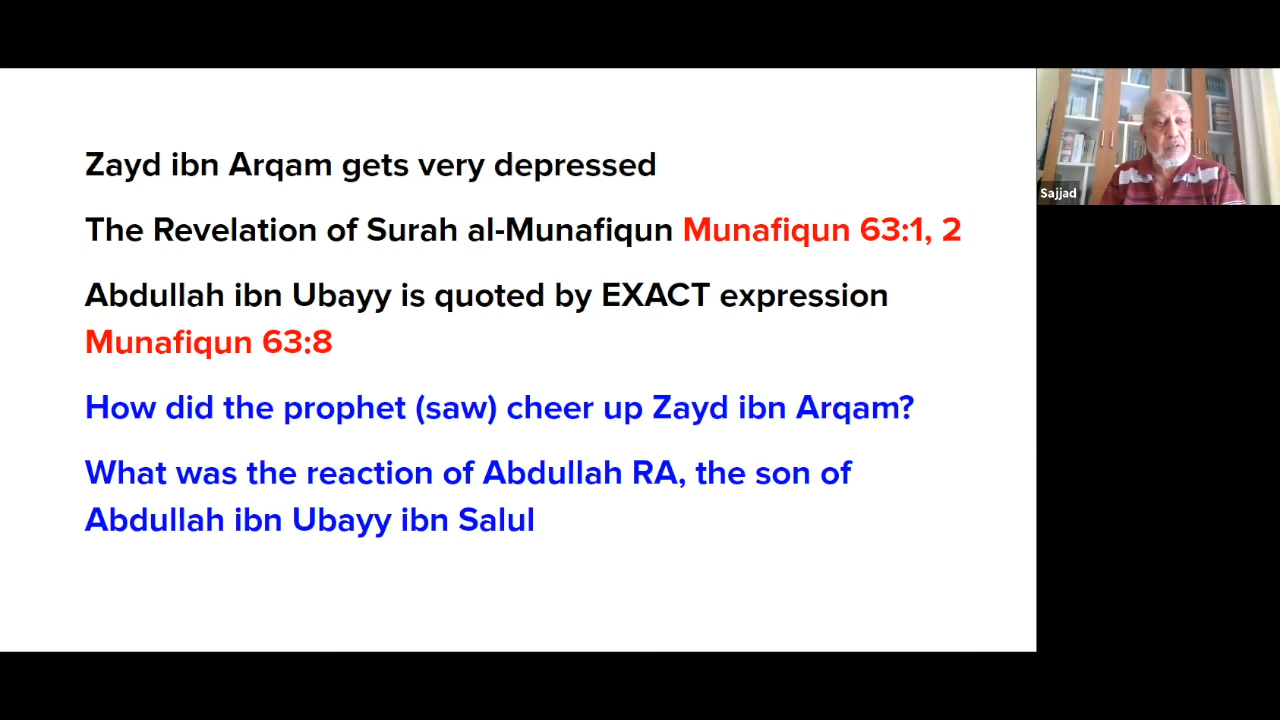 Zayd ibn Arqam gets very depressed
The Revelation of Surah al-Munafiqun Munafiqun 63:1, 2
Abdullah ibn Ubayy is quoted by EXACT expression
Munafiqun 63:8
How did the prophet (saw) cheer up Zayd ibn Arqam?
What was the reaction of Abdullah RA, the son of
Abdullah ibn Ubayy ibn Salul
Sajjad